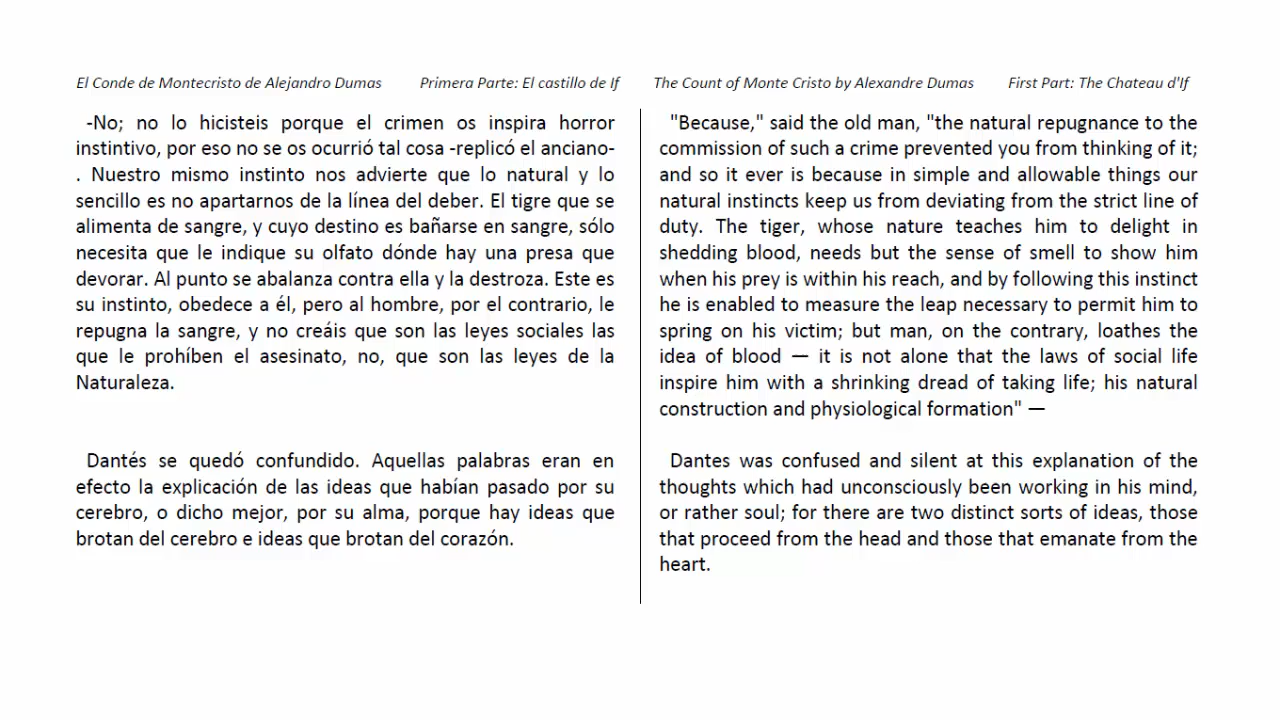 El Conde de Montecristo de Alejandro Dumas Primera Parte: El castillo de If
-No; no lo hicisteis porque el crimen os inspira horror
instintivo, por eso no se os ocurrió tal cosa -replicó el anciano-
. Nuestro mismo instinto nos advierte que lo natural y lo
sencillo es no apartarnos de la línea del deber. El tigre que se
alimenta de sangre, y cuyo destino es bañarse en sangre, sólo
necesita que le indique su olfato dónde hay una presa que
devorar. Al punto se abalanza contra ella y la destroza. Este es
su instinto, obedece a él, pero al hombre, por el contrario, le
repugna la sangre, y no creáis que son las leyes sociales las
que le prohíben el asesinato, no, que son las leyes de la
Naturaleza.
Dantés se quedó confundido. Aquellas palabras eran en
efecto la explicación de las ideas que habían pasado por su
cerebro, o dicho mejor, por su alma, porque hay ideas que
brotan del cerebro e ideas que brotan del corazón.
The Count of Monte Cristo by Alexandre Dumas First Part: The Chateau d'If
"Because," said the old man, "the natural repugnance to the
commission of such a crime prevented you from thinking of it;
and so it ever is because in simple and allowable things our
natural instincts keep us from deviating from the strict line of
duty. The tiger, whose nature teaches him to delight in
shedding blood, needs but the sense of smell to show him
when his prey is within his reach, and by following this instinct
he is enabled to measure the leap necessary to permit him to
spring on his victim; but man, on the contrary, loathes the
idea of blood — it is not alone that the laws of social life
inspire him with a shrinking dread of taking life; his natural
construction and physiological formation" —
Dantes was confused and silent at this explanation of the
thoughts which had unconsciously been working in his mind,
or rather soul; for there are two distinct sorts of ideas, those
that proceed from the head and those that emanate from the
heart.